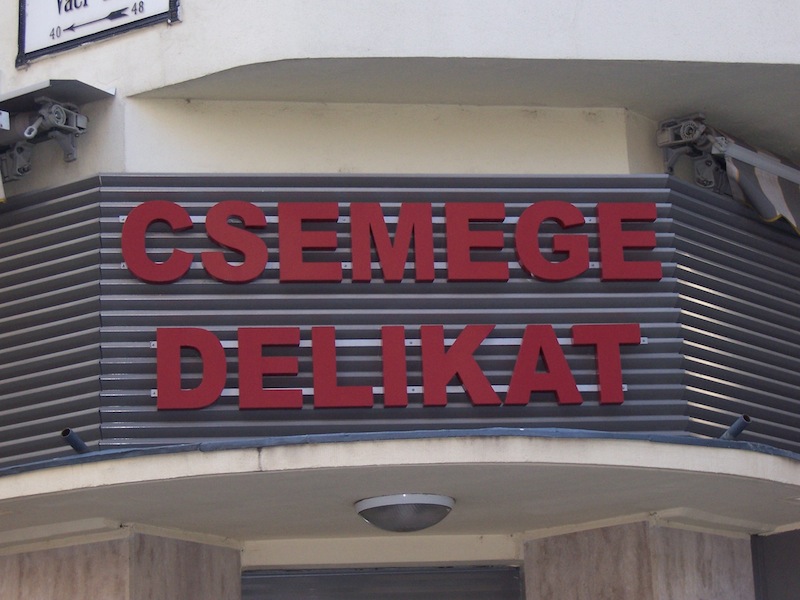 Váci
40 48
CSEMEGE
DELIKAT